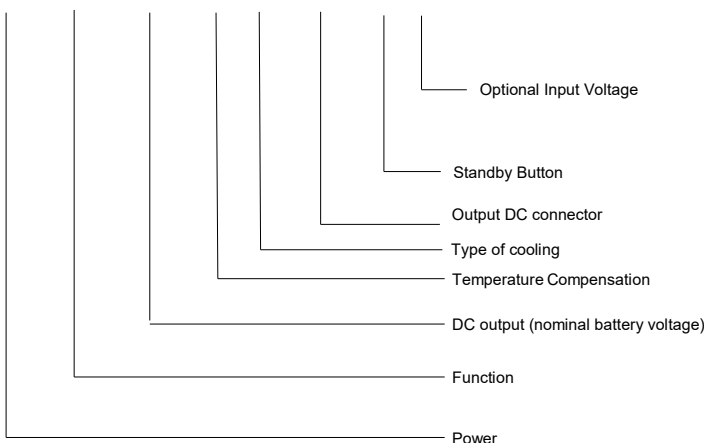 Optional Input Voltage
Standby Button
Output DC connector
Type of cooling
Temperature Compensation
DC output (nominal battery voltage)
Function
Power